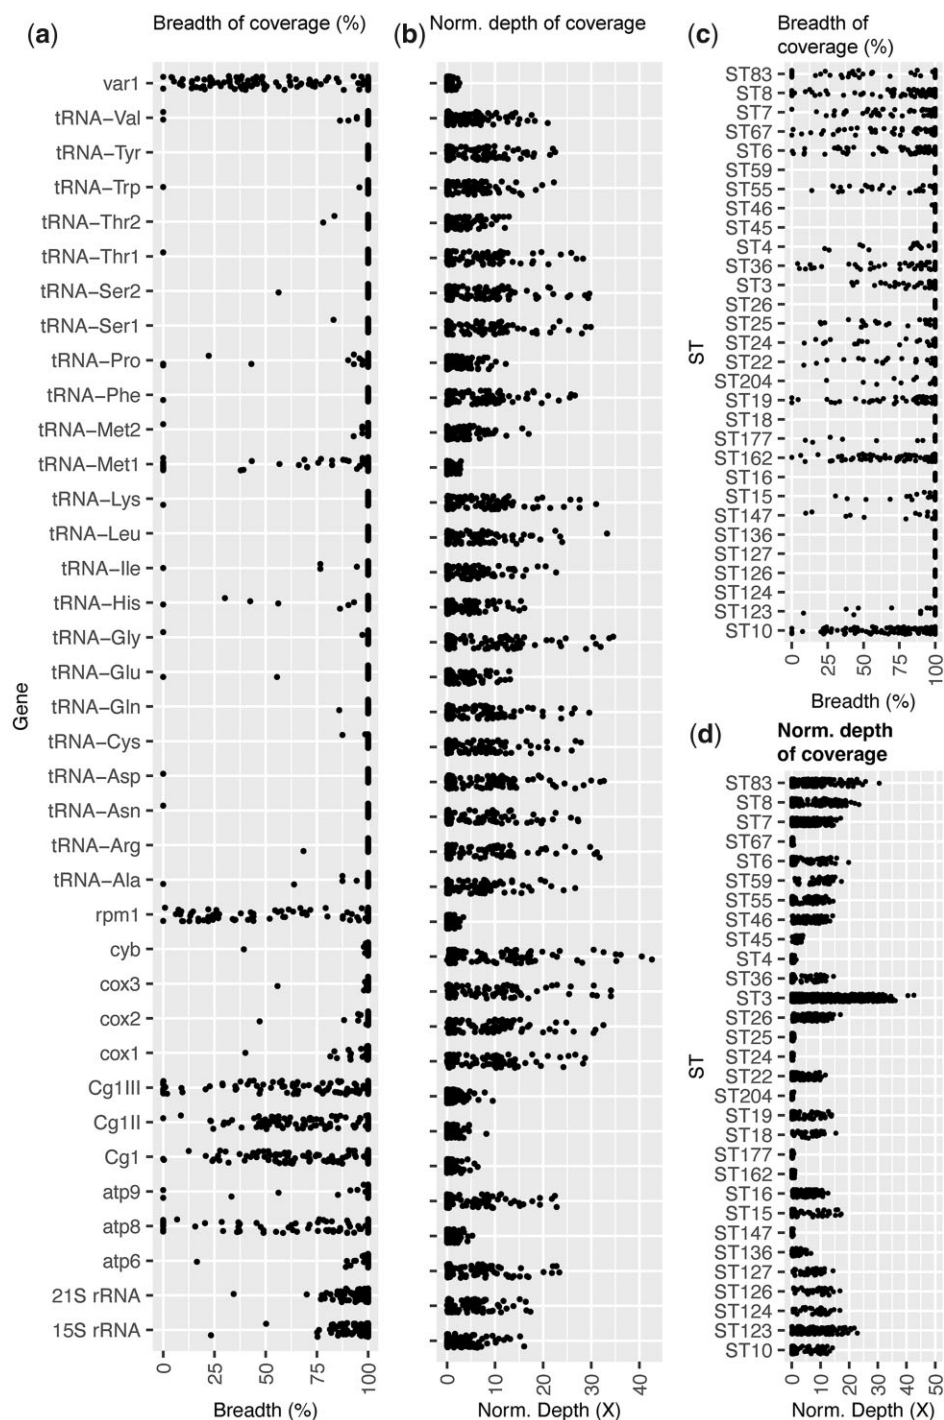 (a)
Breadth of coverage (%)
var1
tRNA−Val
tRNA−Tyr
tRNA−Trp
tRNA−Thr2
tRNA−Thr1
tRNA−Ser2
tRNA−Ser1
tRNA−Pro
tRNA−Phe
tRNA−Met2
tRNA−Met1
tRNA−Lys
tRNA−Leu
tRNA−Ile
tRNA−His
tRNA−Gly
tRNA−Glu
tRNA−Gln
tRNA−Cys
tRNA−Asp
tRNA−Asn
tRNA−Arg
tRNA−Ala
rpm1
cyb
cox3
cox2
cox1
Cg1III
Cg1II
Cg1
atp9
atp8
atp6
21S rRNA
15S rRNA
Gene
0
25
50
75
100
Breadth (%)
(b)
Norm. depth of coverage
0
10
20
30
40
Norm. Depth (X)
(c)
Breadth of
coverage (%)
ST83
ST8
ST7
ST67
ST6
ST59
ST55
ST46
ST45
ST4
ST36
ST3
ST26
ST25
ST24
ST22
ST204
ST19
ST18
ST177
ST162
ST16
ST15
ST147
ST136
ST127
ST126
ST124
ST123
ST10
ST
0
25
50
75
100
Breadth (%)
(d)
Norm. depth
of coverage
ST83
ST8
ST7
ST67
ST6
ST59
ST55
ST46
ST45
ST4
ST36
ST3
ST26
ST25
ST24
ST22
ST204
ST19
ST18
ST177
ST162
ST16
ST15
ST147
ST136
ST127
ST126
ST124
ST123
ST10
ST
0
10
20
30
40
50
Norm. Depth (X)